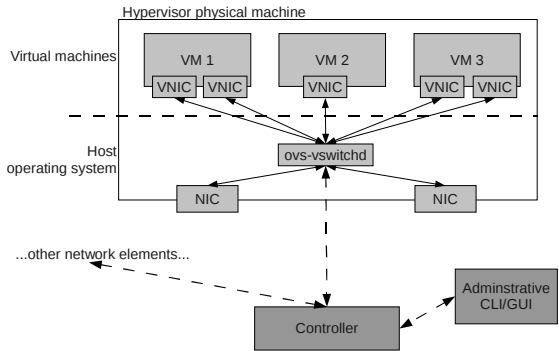 Hypervisor physical machine
Virtual machines
VM 1
VM 2
VM 3
VNIC
VNIC
VNIC
VNIC
VNIC
Host
operating system
ovs-vswitchd
NIC
NIC
...other network elements...
Adminstrative
CLI/GUI
Controller